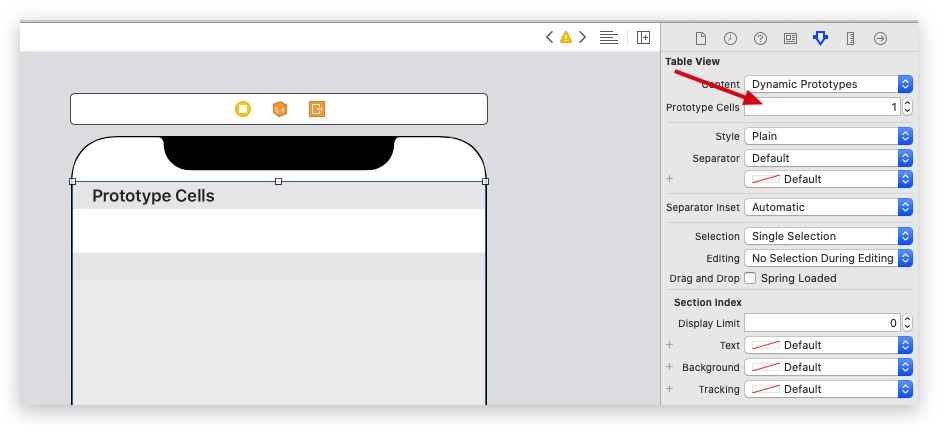 Table View
Content Dynamic Prototypes
Prototype Cells 1
Style Plain
Separator Default
+ Default
Separator Inset Automatic
Selection Single Selection
Editing No Selection During Editing
Drag and Drop Spring Loaded
Section Index
Display Limit 0
+ Text Default
+ Background Default
+ Tracking Default
Prototype Cells